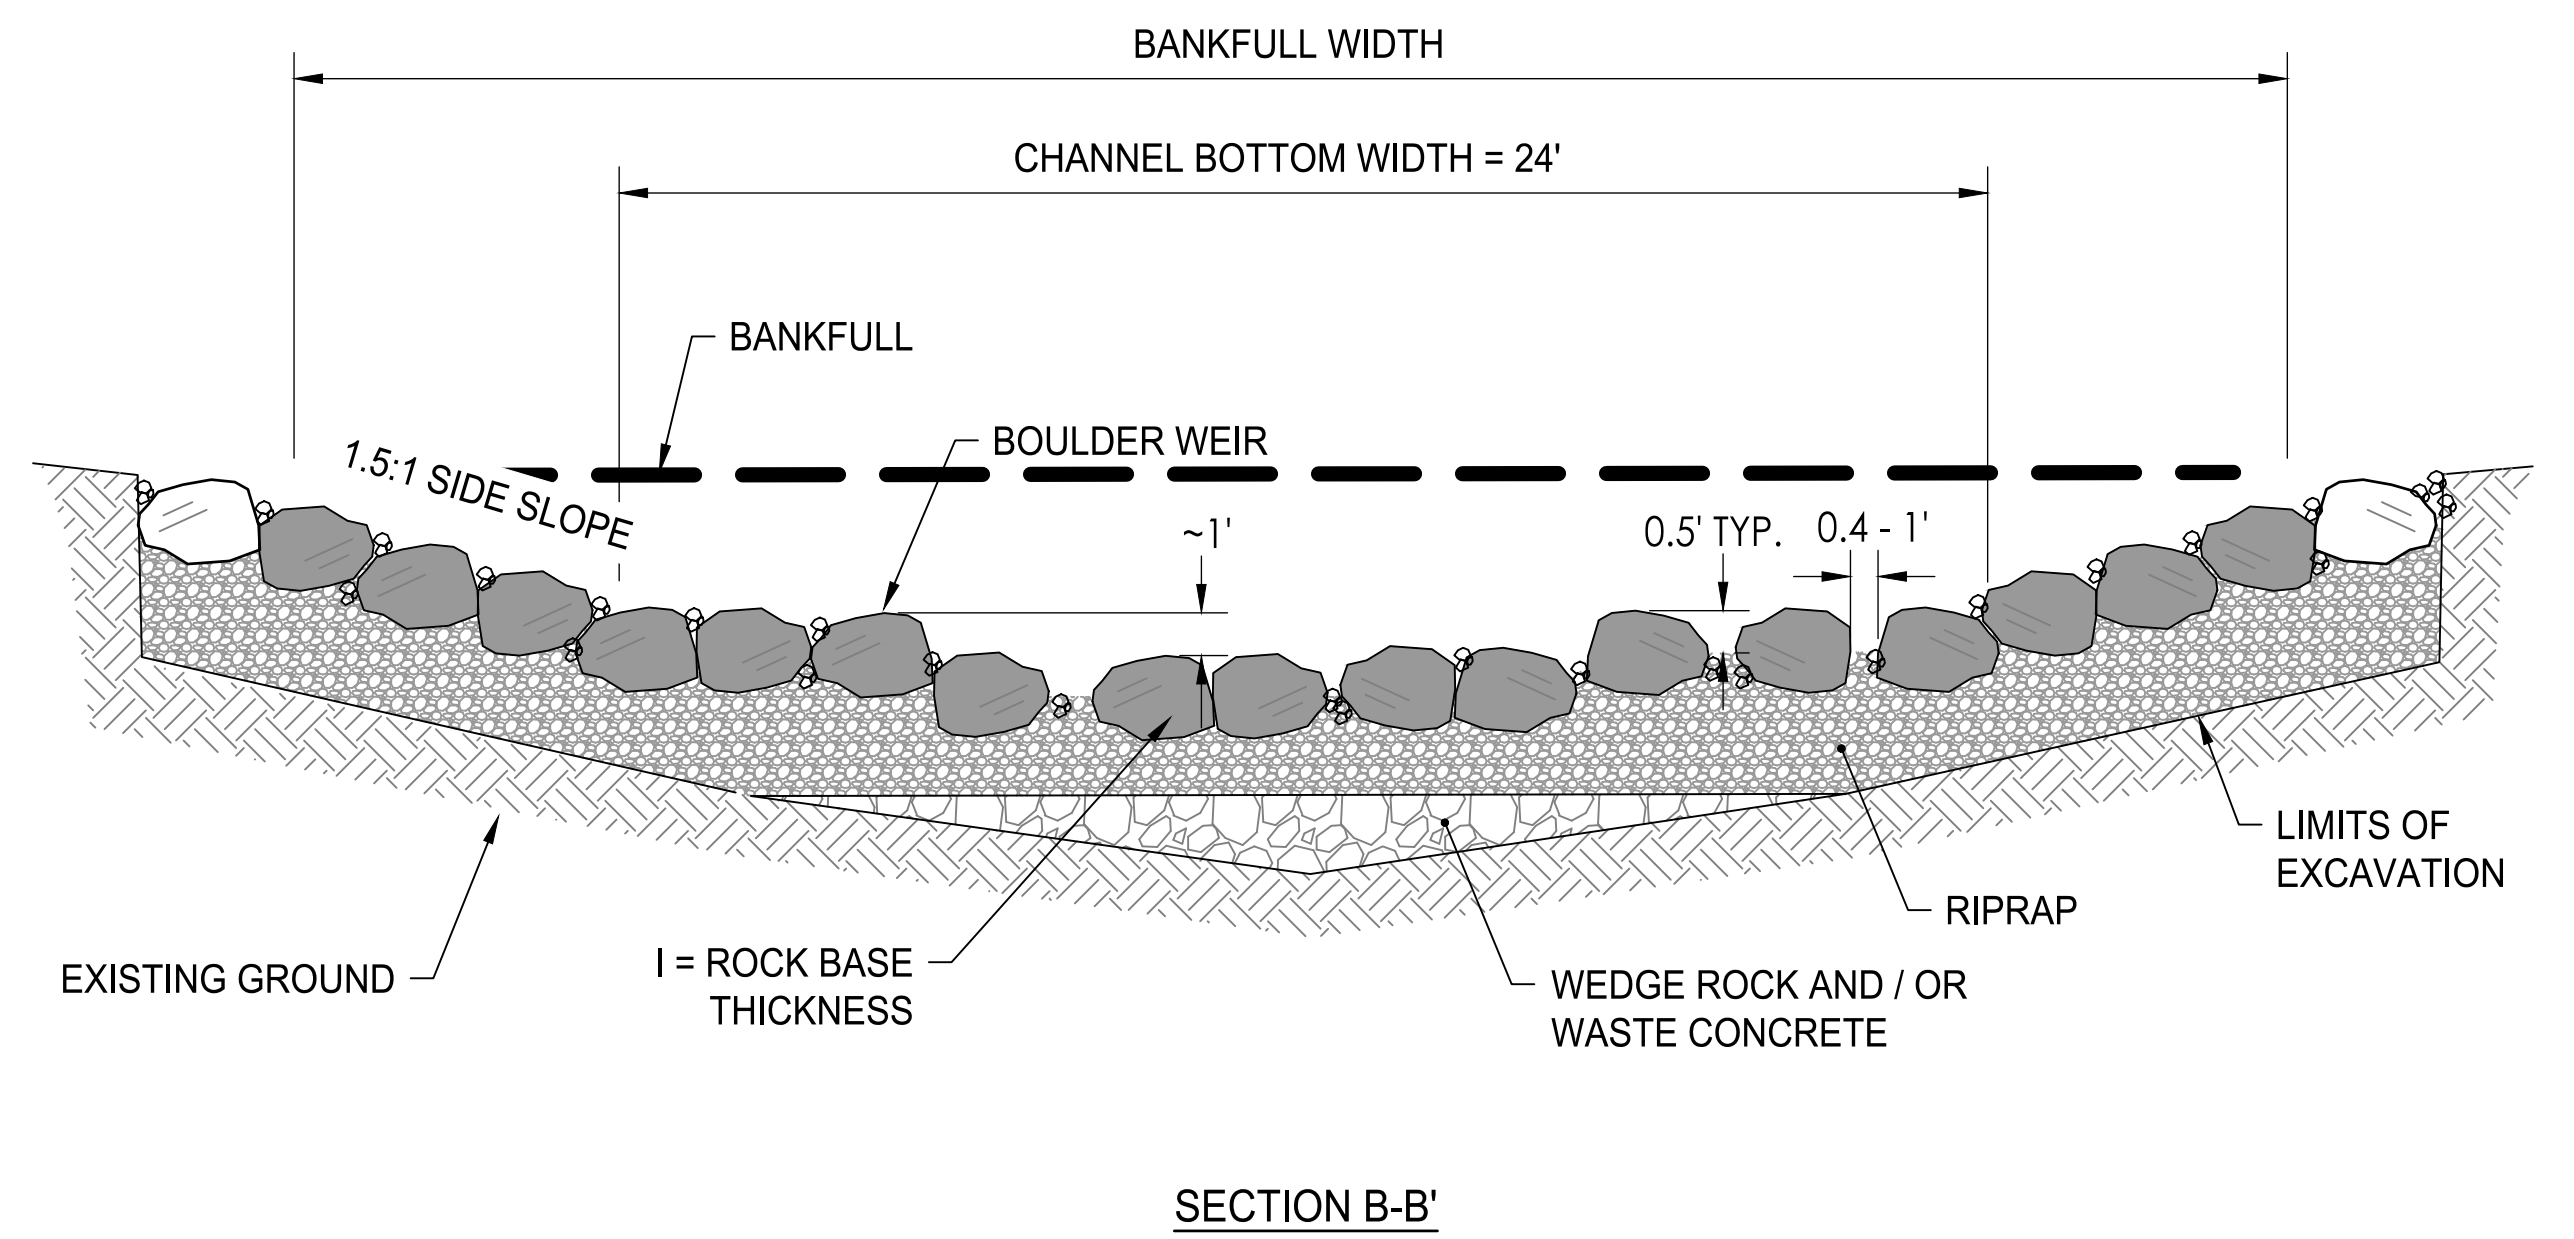 BANKFULL WIDTH
CHANNEL BOTTOM WIDTH = 24'
BANKFULL
BOULDER WEIR
1.5:1 SIDE SLOPE
~1'
0.5' TYP.
0.4 - 1'
LIMITS OF
EXCAVATION
RIPRAP
I = ROCK BASE
THICKNESS
EXISTING GROUND
WEDGE ROCK AND / OR
WASTE CONCRETE
SECTION B-B'